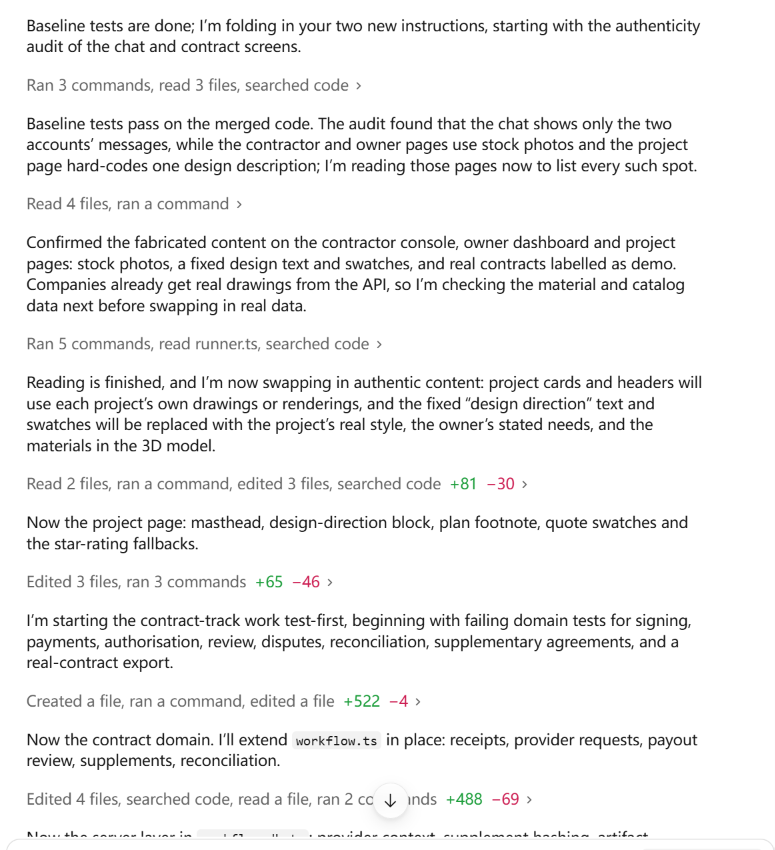 Baseline tests are done; I'm folding in your two new instructions, starting with the authenticity
audit of the chat and contract screens.
Ran 3 commands, read 3 files, searched code >
Baseline tests pass on the merged code. The audit found that the chat shows only the two
accounts' messages, while the contractor and owner pages use stock photos and the project
page hard-codes one design description; I'm reading those pages now to list every such spot.
Read 4 files, ran a command >
Confirmed the fabricated content on the contractor console, owner dashboard and project
pages: stock photos, a fixed design text and swatches, and real contracts labelled as demo.
Companies already get real drawings from the API, so I'm checking the material and catalog
data next before swapping in real data.
Ran 5 commands, read runner.ts, searched code >
Reading is finished, and I'm now swapping in authentic content: project cards and headers will
use each project's own drawings or renderings, and the fixed “design direction” text and
swatches will be replaced with the project's real style, the owner's stated needs, and the
materials in the 3D model.
Read 2 files, ran a command, edited 3 files, searched code +81 −30 >
Now the project page: masthead, design-direction block, plan footnote, quote swatches and
the star-rating fallbacks.
Edited 3 files, ran 3 commands +65 −46 >
I'm starting the contract-track work test-first, beginning with failing domain tests for signing,
payments, authorisation, review, disputes, reconciliation, supplementary agreements, and a
real-contract export.
Created a file, ran a command, edited a file +522 −4 >
Now the contract domain. I'll extend workflow.ts in place: receipts, provider requests, payout
review, supplements, reconciliation.
Edited 4 files, searched code, read a file, ran 2 +488 −69 >
Now the server layer in